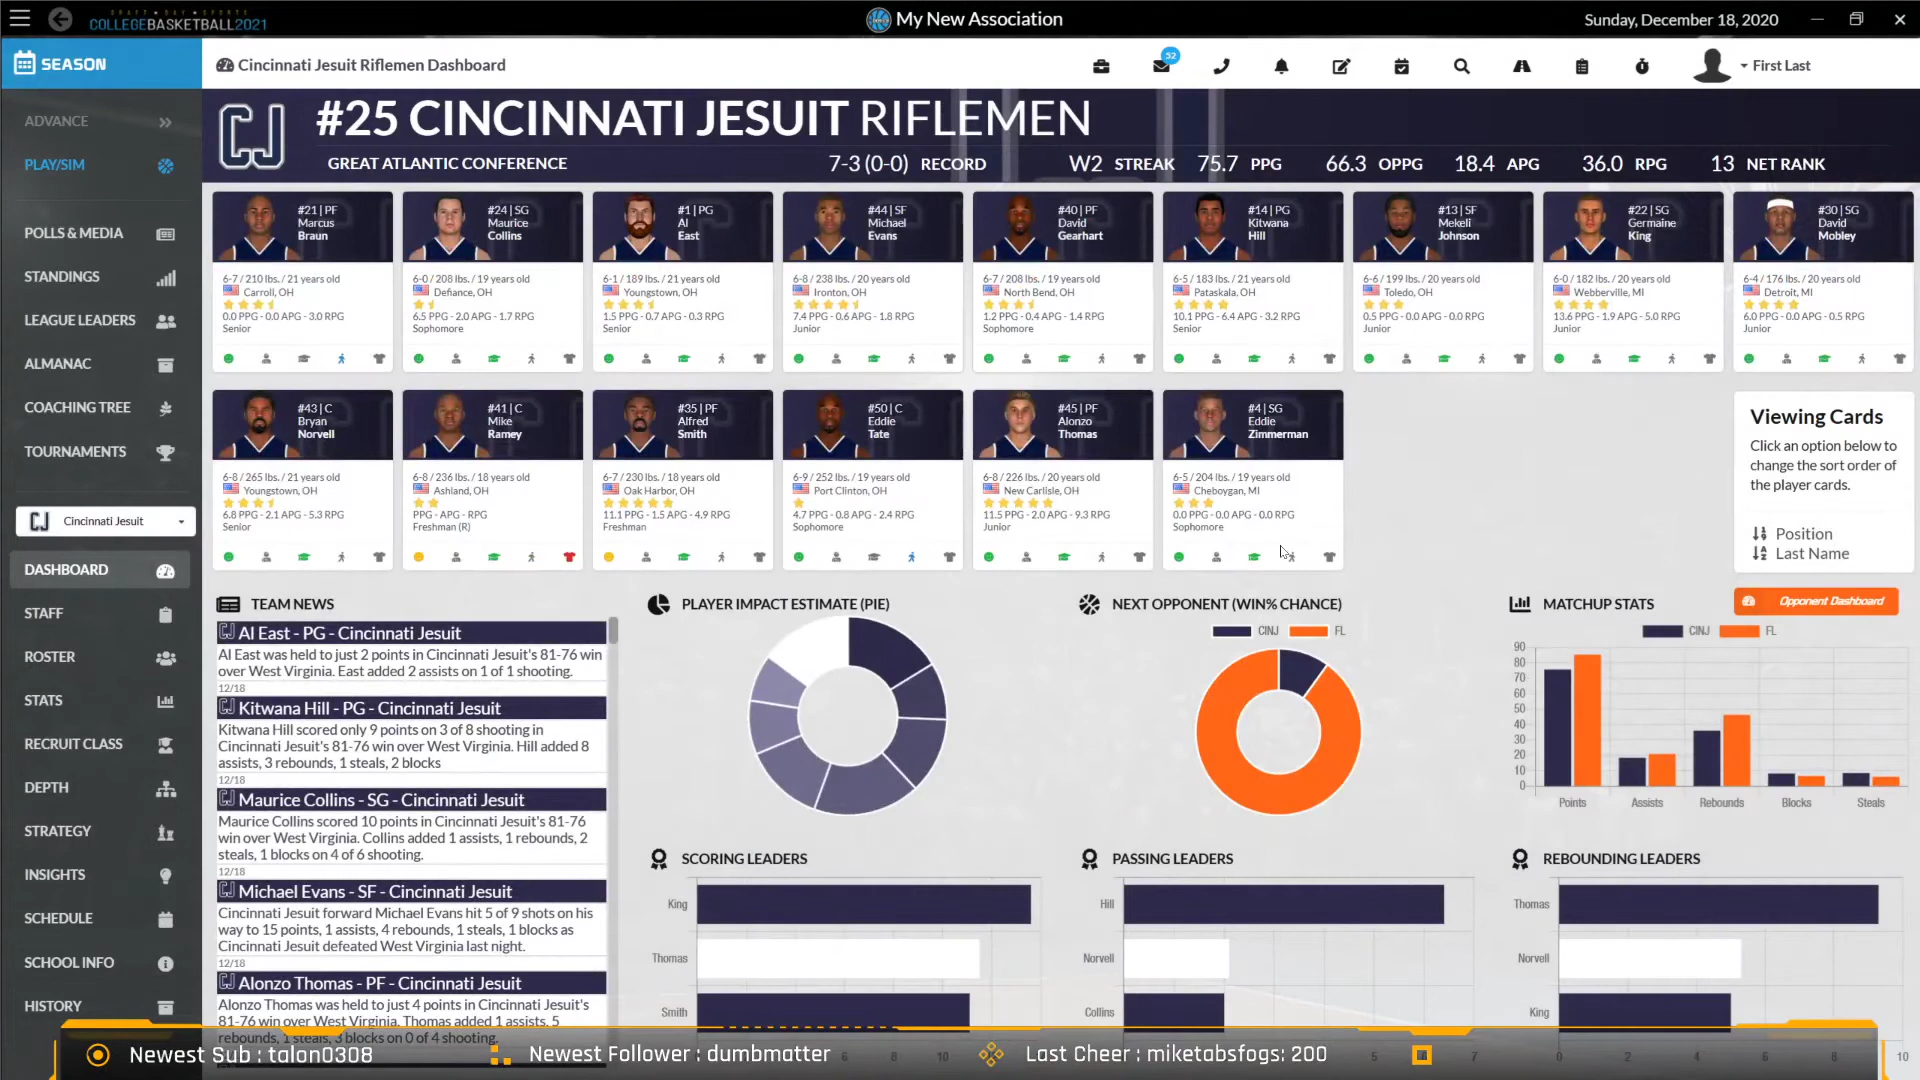 DRAFT • DAY • SPORTS
COLLEGEBASKETBALL2021
My New Association
Sunday, December 18, 2020
SEASON
Cincinnati Jesuit Riflemen Dashboard
52
First Last
ADVANCE
PLAY/SIM
POLLS & MEDIA
STANDINGS
LEAGUE LEADERS
ALMANAC
COACHING TREE
TOURNAMENTS
Cincinnati Jesuit
DASHBOARD
STAFF
ROSTER
STATS
RECRUIT CLASS
DEPTH
STRATEGY
INSIGHTS
SCHEDULE
SCHOOL INFO
HISTORY
CJ
#25 CINCINNATI JESUIT RIFLEMEN
GREAT ATLANTIC CONFERENCE
7-3 (0-0) RECORD
W2 STREAK
75.7 PPG
66.3 OPPG
18.4 APG
36.0 RPG
13 NET RANK
#21 | PF
Marcus
Braun
6-7 / 210 lbs. / 21 years old
Carroll, OH
0.0 PPG - 0.0 APG - 3.0 RPG
Senior
#24 | SG
Maurice
Collins
6-0 / 208 lbs. / 19 years old
Defiance, OH
6.5 PPG - 2.0 APG - 1.7 RPG
Sophomore
#1 | PG
Al
East
6-1 / 189 lbs. / 21 years old
Youngstown, OH
1.5 PPG - 0.7 APG - 0.3 RPG
Senior
#44 | SF
Michael
Evans
6-8 / 238 lbs. / 20 years old
Ironton, OH
7.4 PPG - 0.6 APG - 1.8 RPG
Junior
#40 | PF
David
Gearhart
6-7 / 208 lbs. / 19 years old
North Bend, OH
1.2 PPG - 0.4 APG - 1.4 RPG
Sophomore
#14 | PG
Kitwana
Hill
6-5 / 183 lbs. / 21 years old
Pataskala, OH
10.1 PPG - 6.4 APG - 3.2 RPG
Senior
#13 | SF
Mekeli
Johnson
6-6 / 199 lbs. / 20 years old
Toledo, OH
0.5 PPG - 0.0 APG - 0.0 RPG
Junior
#22 | SG
Germaine
King
6-0 / 182 lbs. / 20 years old
Webberville, MI
13.6 PPG - 1.9 APG - 5.0 RPG
Junior
#30 | SG
David
Mobley
6-4 / 176 lbs. / 20 years old
Detroit, MI
6.0 PPG - 0.0 APG - 0.5 RPG
Junior
#43 | C
Bryan
Norvell
6-8 / 265 lbs. / 21 years old
Youngstown, OH
6.8 PPG - 2.1 APG - 5.3 RPG
Senior
#41 | C
Mike
Ramey
6-8 / 236 lbs. / 18 years old
Ashland, OH
PPG - APG - RPG
Freshman (R)
#35 | PF
Alfred
Smith
6-7 / 230 lbs. / 18 years old
Oak Harbor, OH
11.1 PPG - 1.5 APG - 4.9 RPG
Freshman
#50 | C
Eddie
Tate
6-9 / 252 lbs. / 19 years old
Port Clinton, OH
4.7 PPG - 0.8 APG - 2.4 RPG
Sophomore
#45 | PF
Alonzo
Thomas
6-8 / 226 lbs. / 20 years old
New Carlisle, OH
11.5 PPG - 2.0 APG - 9.3 RPG
Junior
#4 | SG
Eddie
Zimmerman
6-5 / 204 lbs. / 19 years old
Cheboygan, MI
0.0 PPG - 0.0 APG - 0.0 RPG
Sophomore
Viewing Cards
Click an option below to
change the sort order of
the player cards.
Position
Last Name
TEAM NEWS
Al East - PG - Cincinnati Jesuit
Al East was held to just 2 points in Cincinnati Jesuit's 81-76 win
over West Virginia. East added 2 assists on 1 of 1 shooting.
12/18
Kitwana Hill - PG - Cincinnati Jesuit
Kitwana Hill scored only 9 points on 3 of 8 shooting in
Cincinnati Jesuit's 81-76 win over West Virginia. Hill added 8
assists, 3 rebounds, 1 steals, 2 blocks
12/18
Maurice Collins - SG - Cincinnati Jesuit
Maurice Collins scored 10 points in Cincinnati Jesuit's 81-76
win over West Virginia. Collins added 1 assists, 1 rebounds, 2
steals, 1 blocks on 4 of 6 shooting.
12/18
Michael Evans - SF - Cincinnati Jesuit
Cincinnati Jesuit forward Michael Evans hit 5 of 9 shots on his
way to 15 points, 1 assists, 4 rebounds, 1 steals, 1 blocks as
Cincinnati Jesuit defeated West Virginia last night.
12/18
Alonzo Thomas - PF - Cincinnati Jesuit
Alonzo Thomas was held to just 4 points in Cincinnati Jesuit's
81-76 win over West Virginia. Thomas added 1 assists, 5
rebounds, 1 steals, 3 blocks on 0 of 4 shooting.
PLAYER IMPACT ESTIMATE (PIE)
NEXT OPPONENT (WIN% CHANCE)
CINJ FL
MATCHUP STATS
Opponent Dashboard
CINJ FL
90
80
70
60
50
40
30
20
10
0
Points Assists Rebounds Blocks Steals
SCORING LEADERS
King
Thomas
Smith
6 8 10
PASSING LEADERS
Hill
Norvell
Collins
5 7
REBOUNDING LEADERS
Thomas
Norvell
King
0 2 4 6 8 10
Newest Sub : talon0308
Newest Follower : dumbmatter
Last Cheer : miketabsfogs: 200